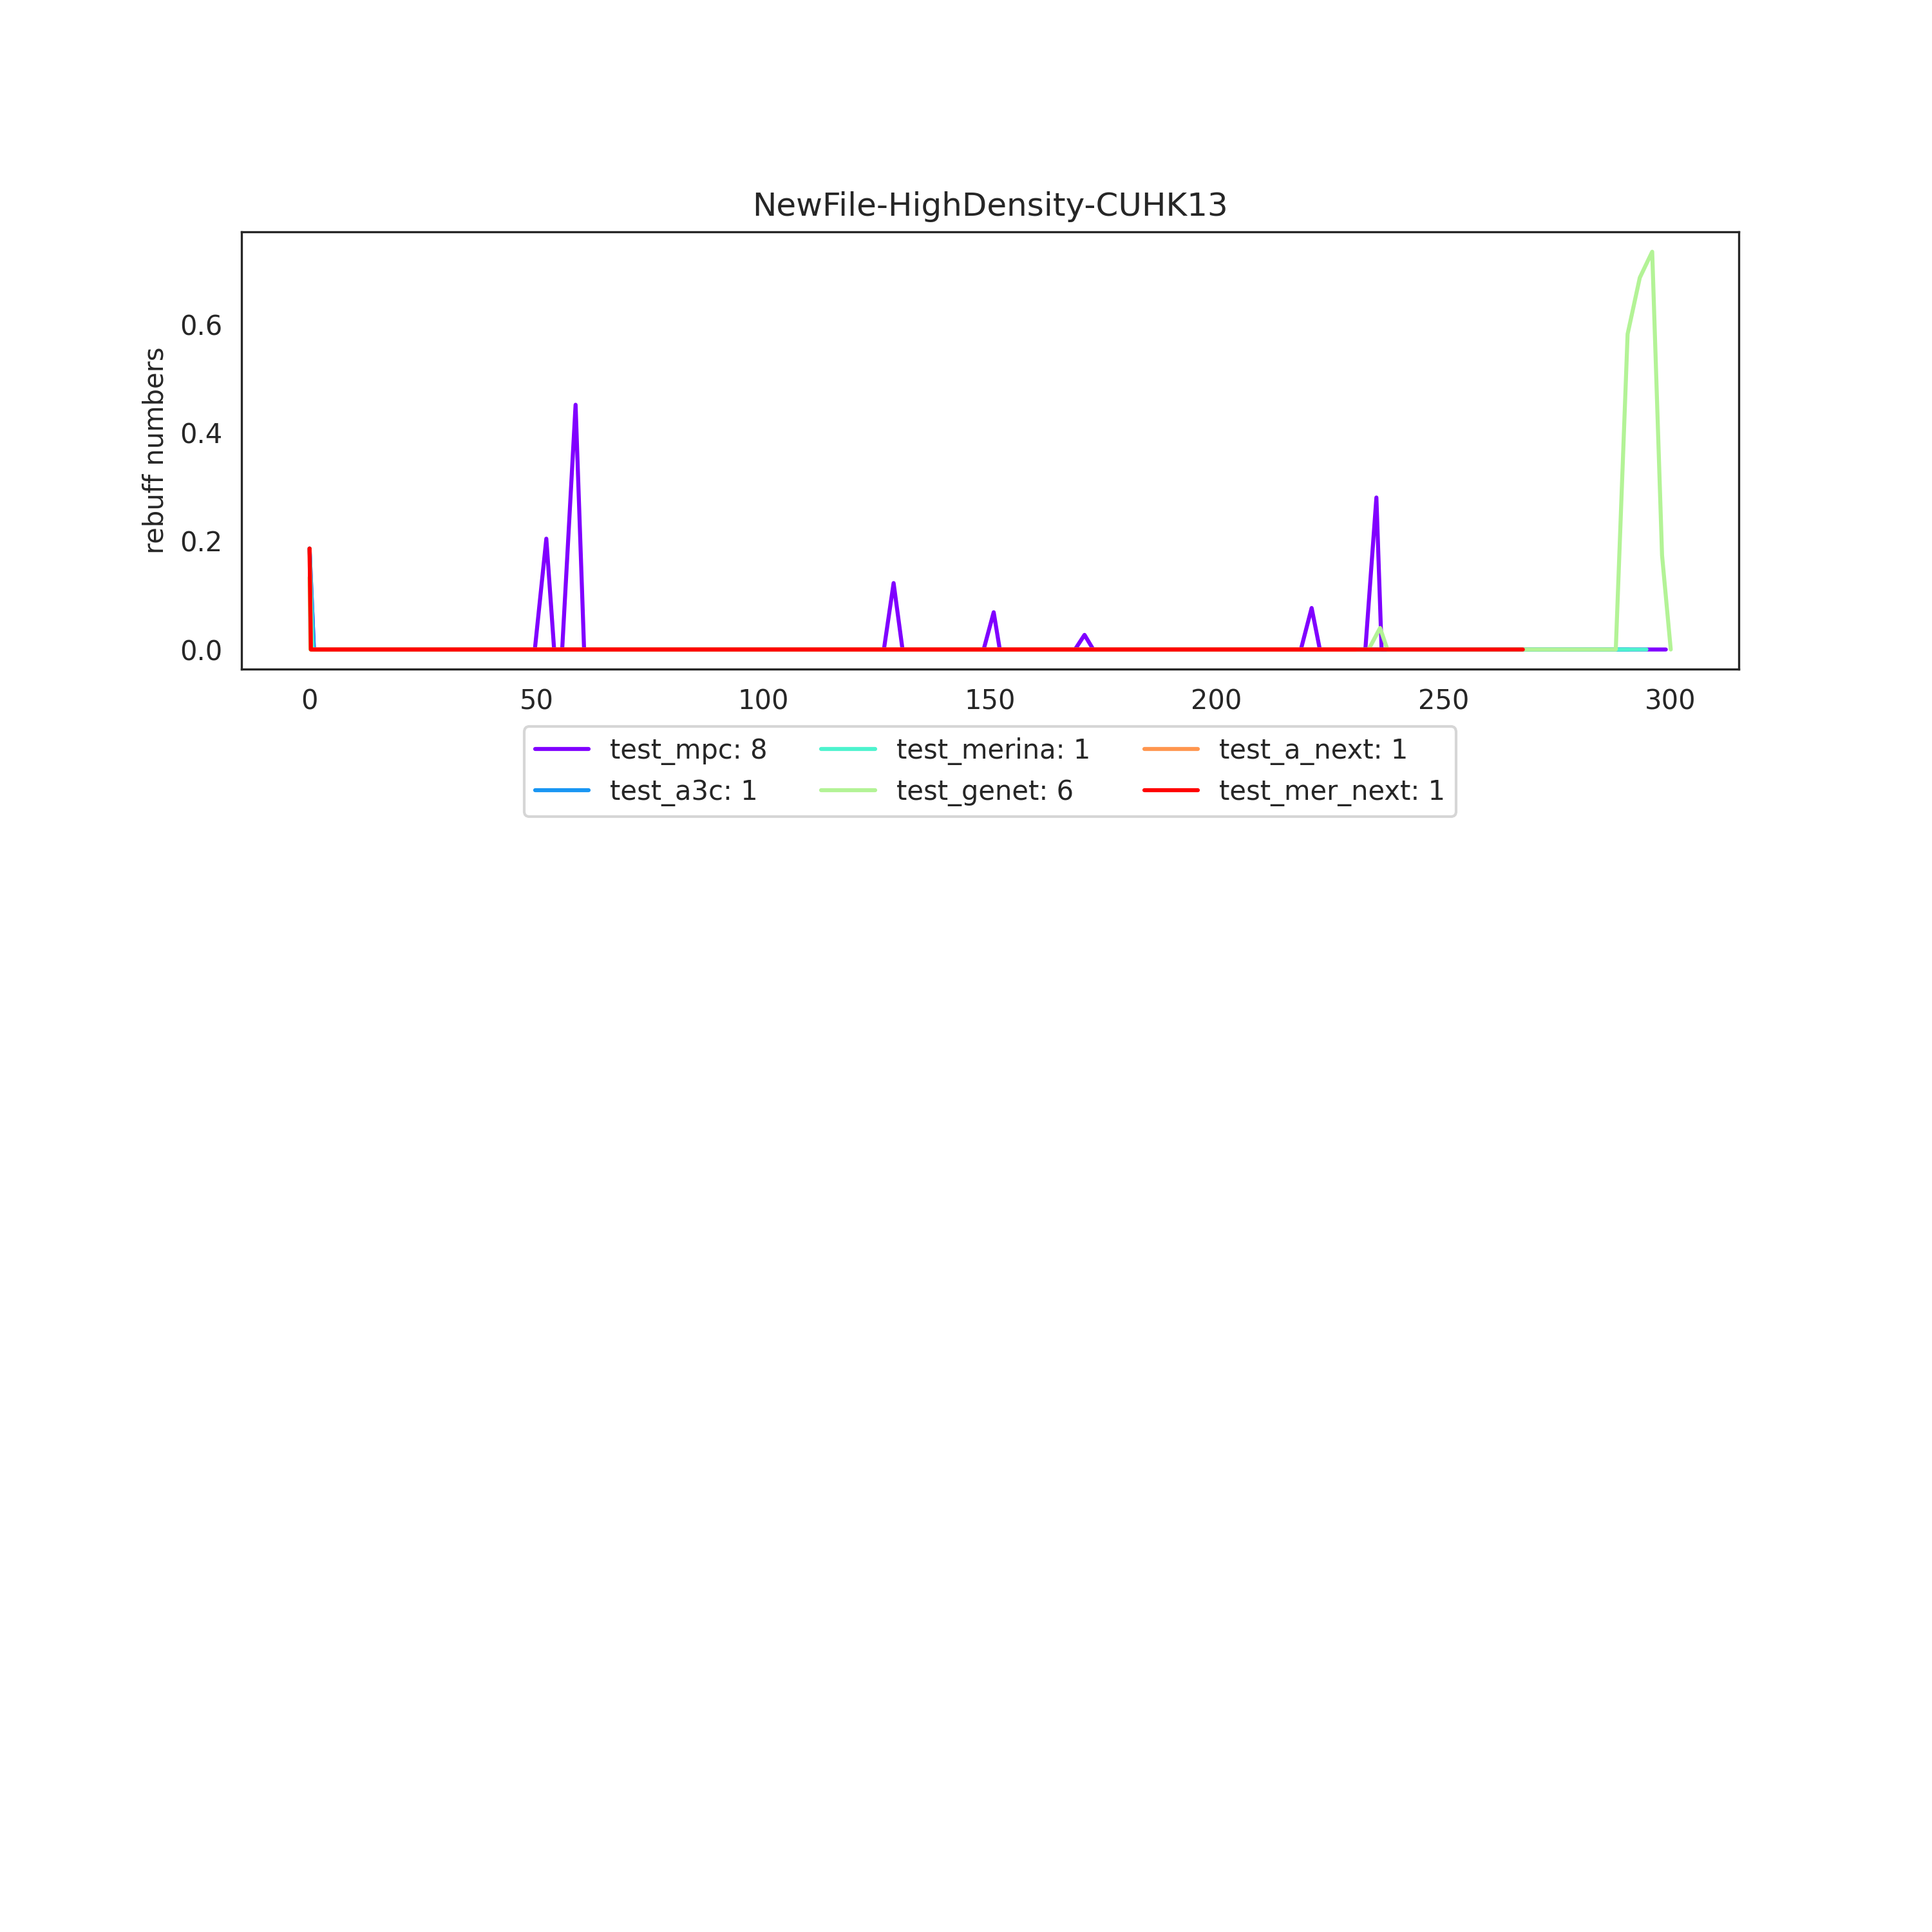 NewFile-HighDensity-CUHK13
rebuff numbers
0.6
0.4
0.2
0.0
0 50 100 150 200 250 300
test_mpc: 8 test_merina: 1 test_a_next: 1
test_a3c: 1 test_genet: 6 test_mer_next: 1